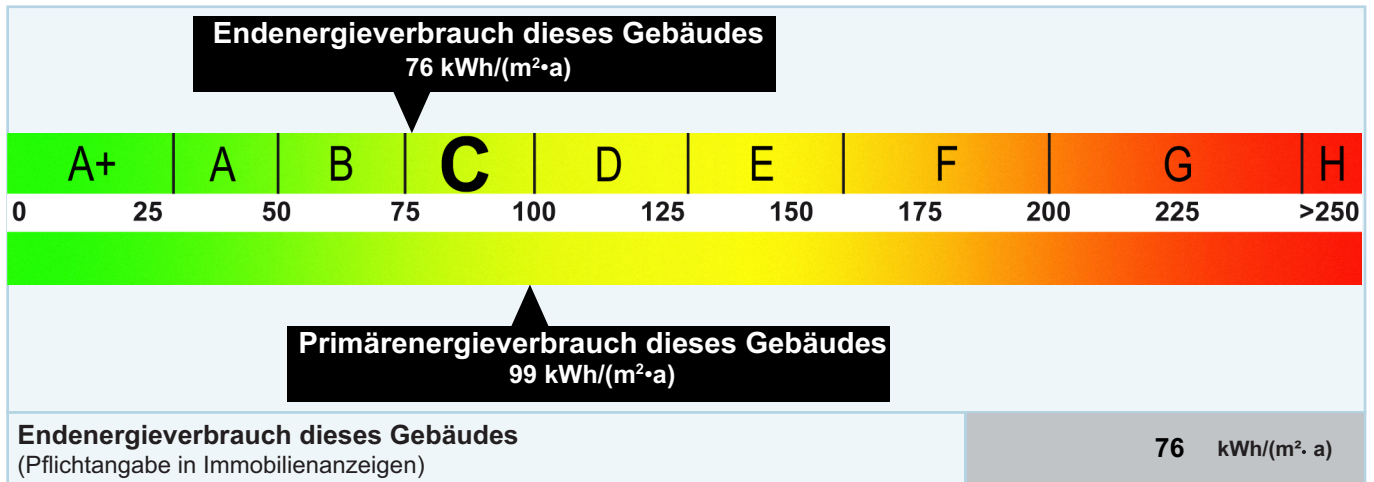 Endenergieverbrauch dieses Gebäudes
76 kWh/(m²•a)
A+ A B C D E F G H
0 25 50 75 100 125 150 175 200 225 >250
Primärenergieverbrauch dieses Gebäudes
99 kWh/(m²•a)
Endenergieverbrauch dieses Gebäudes
(Pflichtangabe in Immobilienanzeigen)
76 kWh/(m²· a)